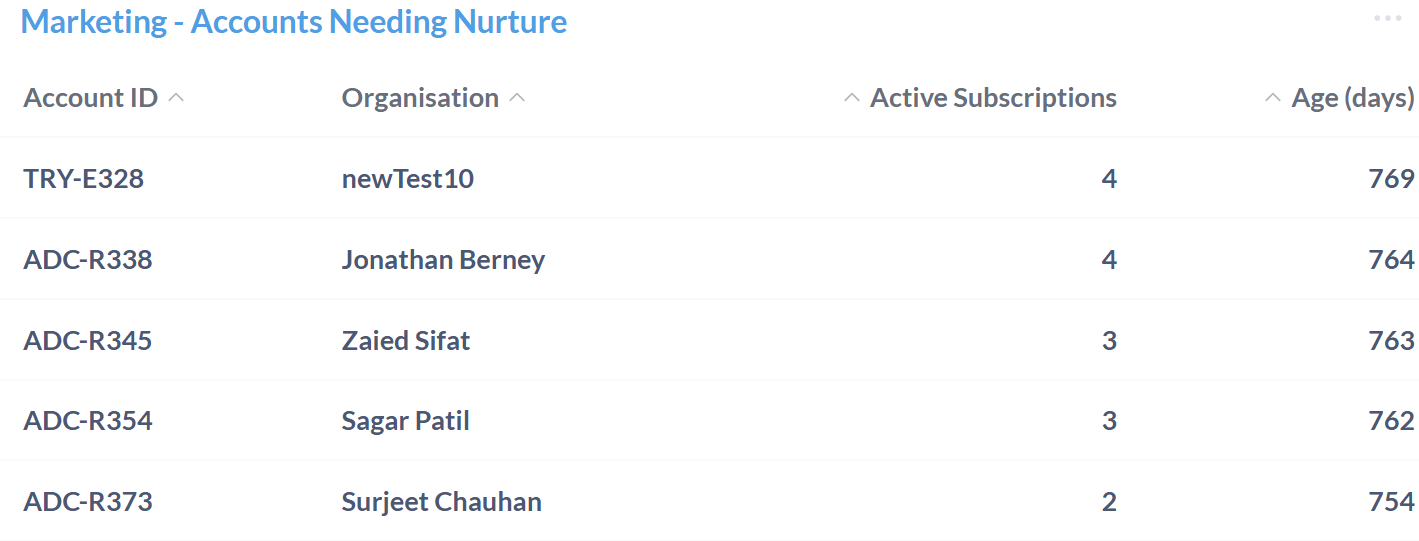 Marketing - Accounts Needing Nurture
Account ID Organisation Active Subscriptions Age (days)
TRY-E328 newTest10 4 769
ADC-R338 Jonathan Berney 4 764
ADC-R345 Zaied Sifat 3 763
ADC-R354 Sagar Patil 3 762
ADC-R373 Surjeet Chauhan 2 754